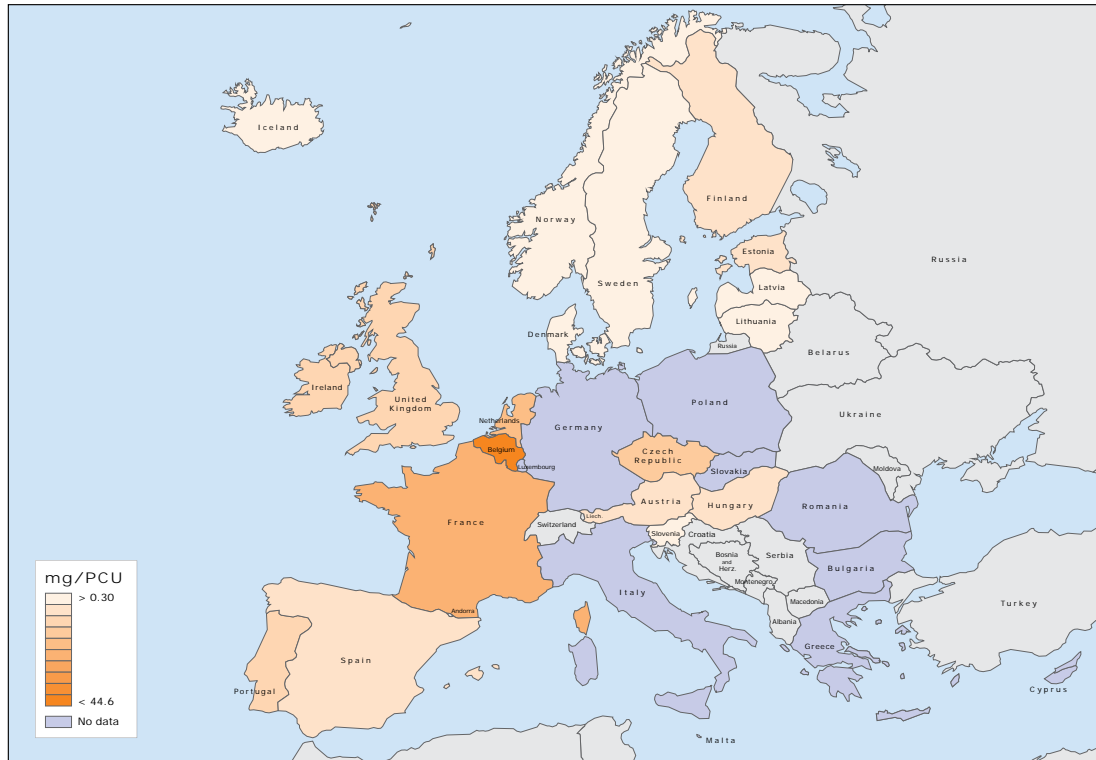 Iceland
Norway
Finland
Sweden
Estonia
Russia
Latvia
Lithuania
Denmark
Russia
Belarus
Ireland
United
Kingdom
Netherlands
Germany
Poland
Ukraine
Belgium
Luxembourg
Czech
Republic
Slovakia
Moldova
France
Liech.
Austria
Hungary
Romania
Switzerland
Slovenia
Croatia
Bosnia
and
Herz.
Serbia
Bulgaria
Montenegro
Italy
Macedonia
Albania
Turkey
Andorra
Greece
Spain
Portugal
Cyprus
Malta
mg/PCU
> 0.30
< 44.6
No data